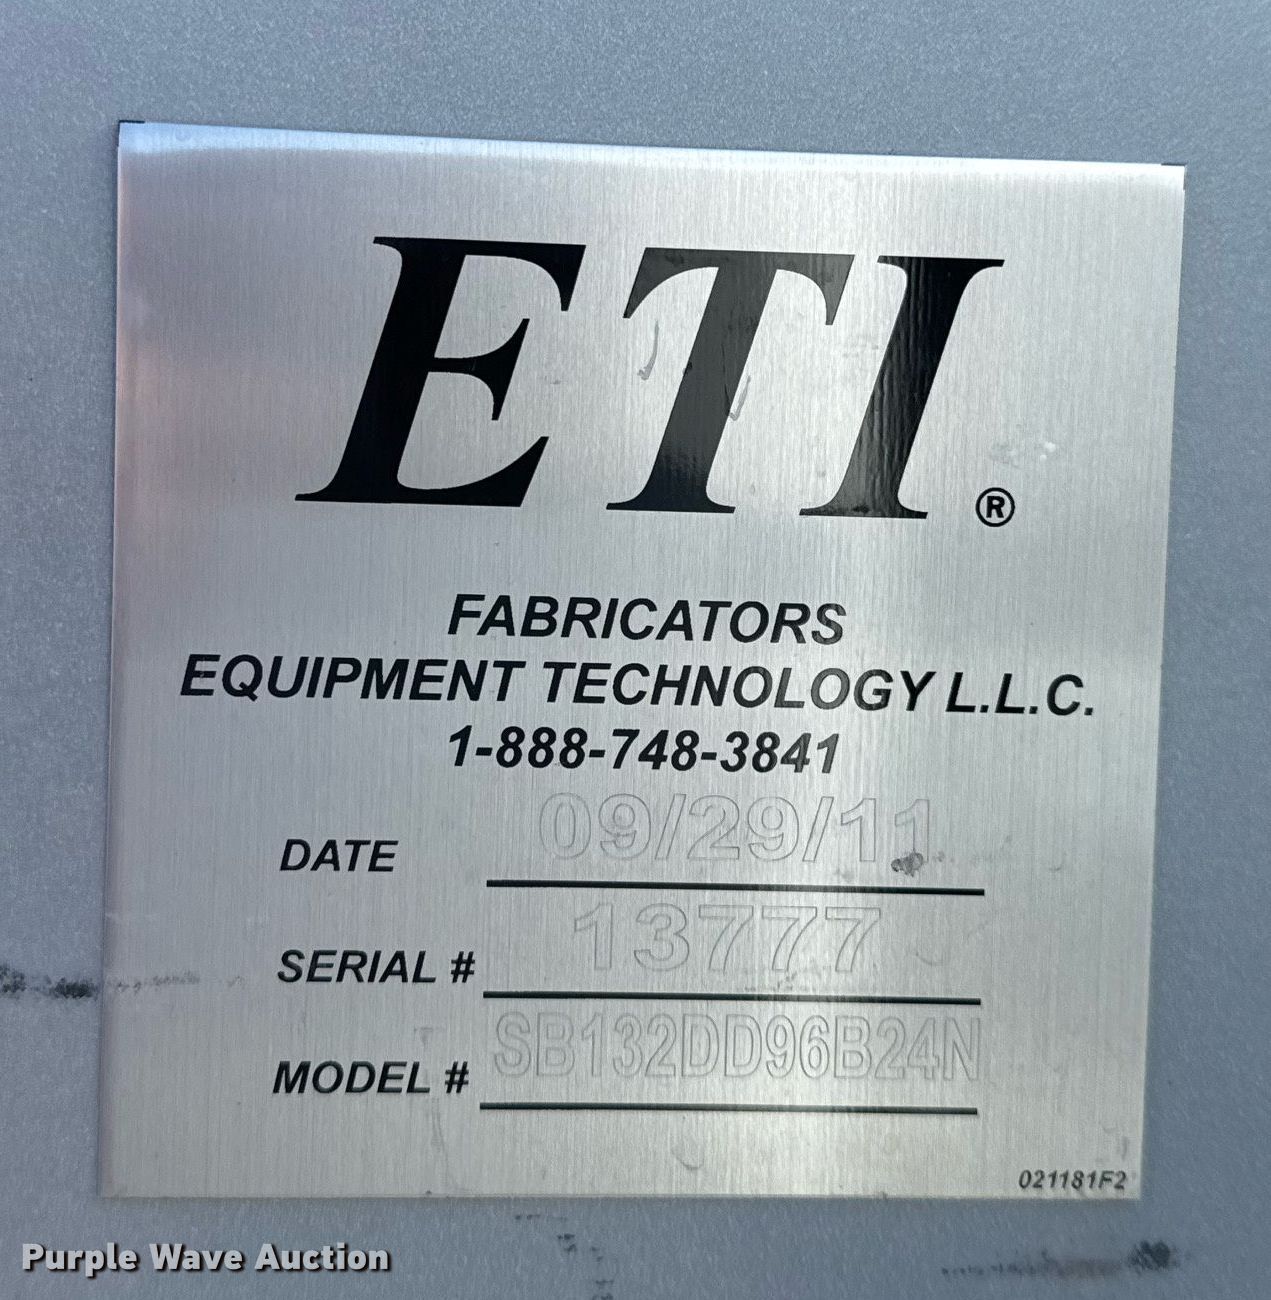 ETI®
FABRICATORS
EQUIPMENT TECHNOLOGY L.L.C.
1-888-748-3841
DATE 09/29/11
SERIAL # 13777
MODEL # SB132DD96B24N
021181F2
Purple Wave Auction